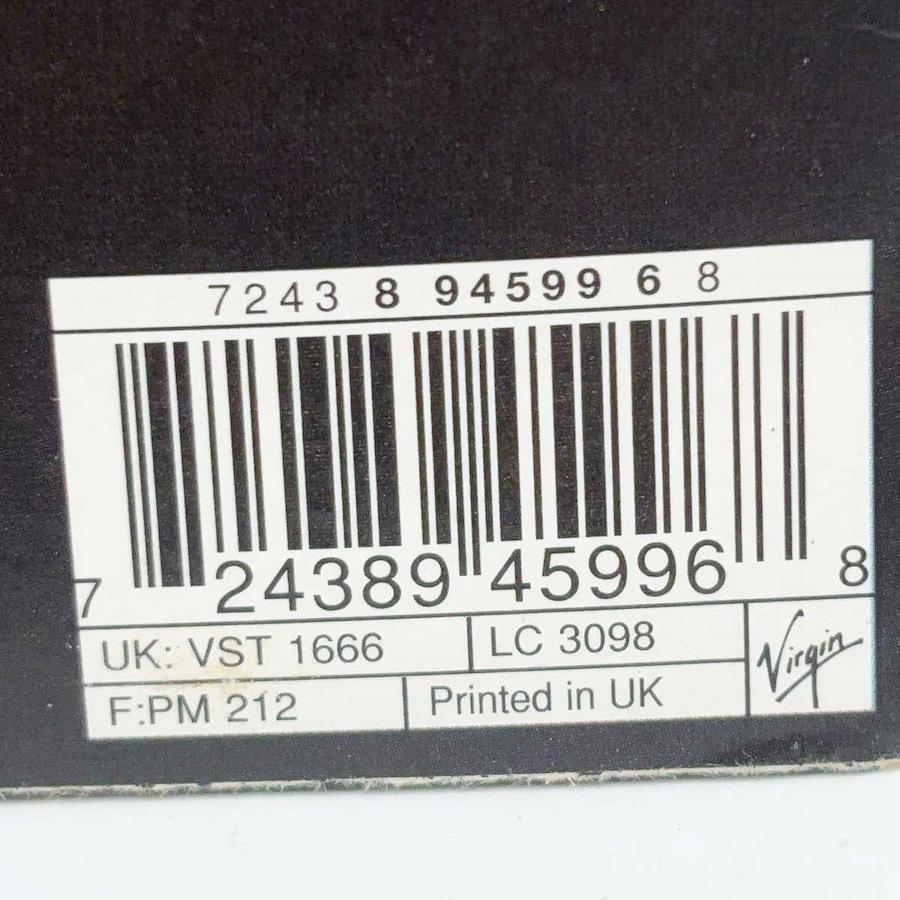 7243 8 94599 6 8
7 24389 45996 8
UK: VST 1666 LC 3098
Virgin
F:PM 212 Printed in UK